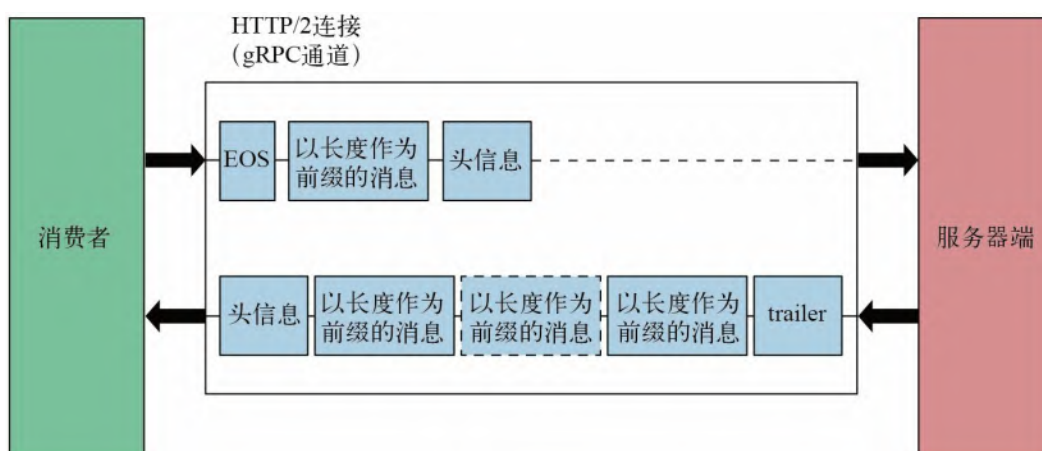 HTTP/2连接
（gRPC通道）
消费者
EOS
以长度作为
前缀的消息
头信息
服务器端
头信息
以长度作为
前缀的消息
以长度作为
前缀的消息
以长度作为
前缀的消息
trailer